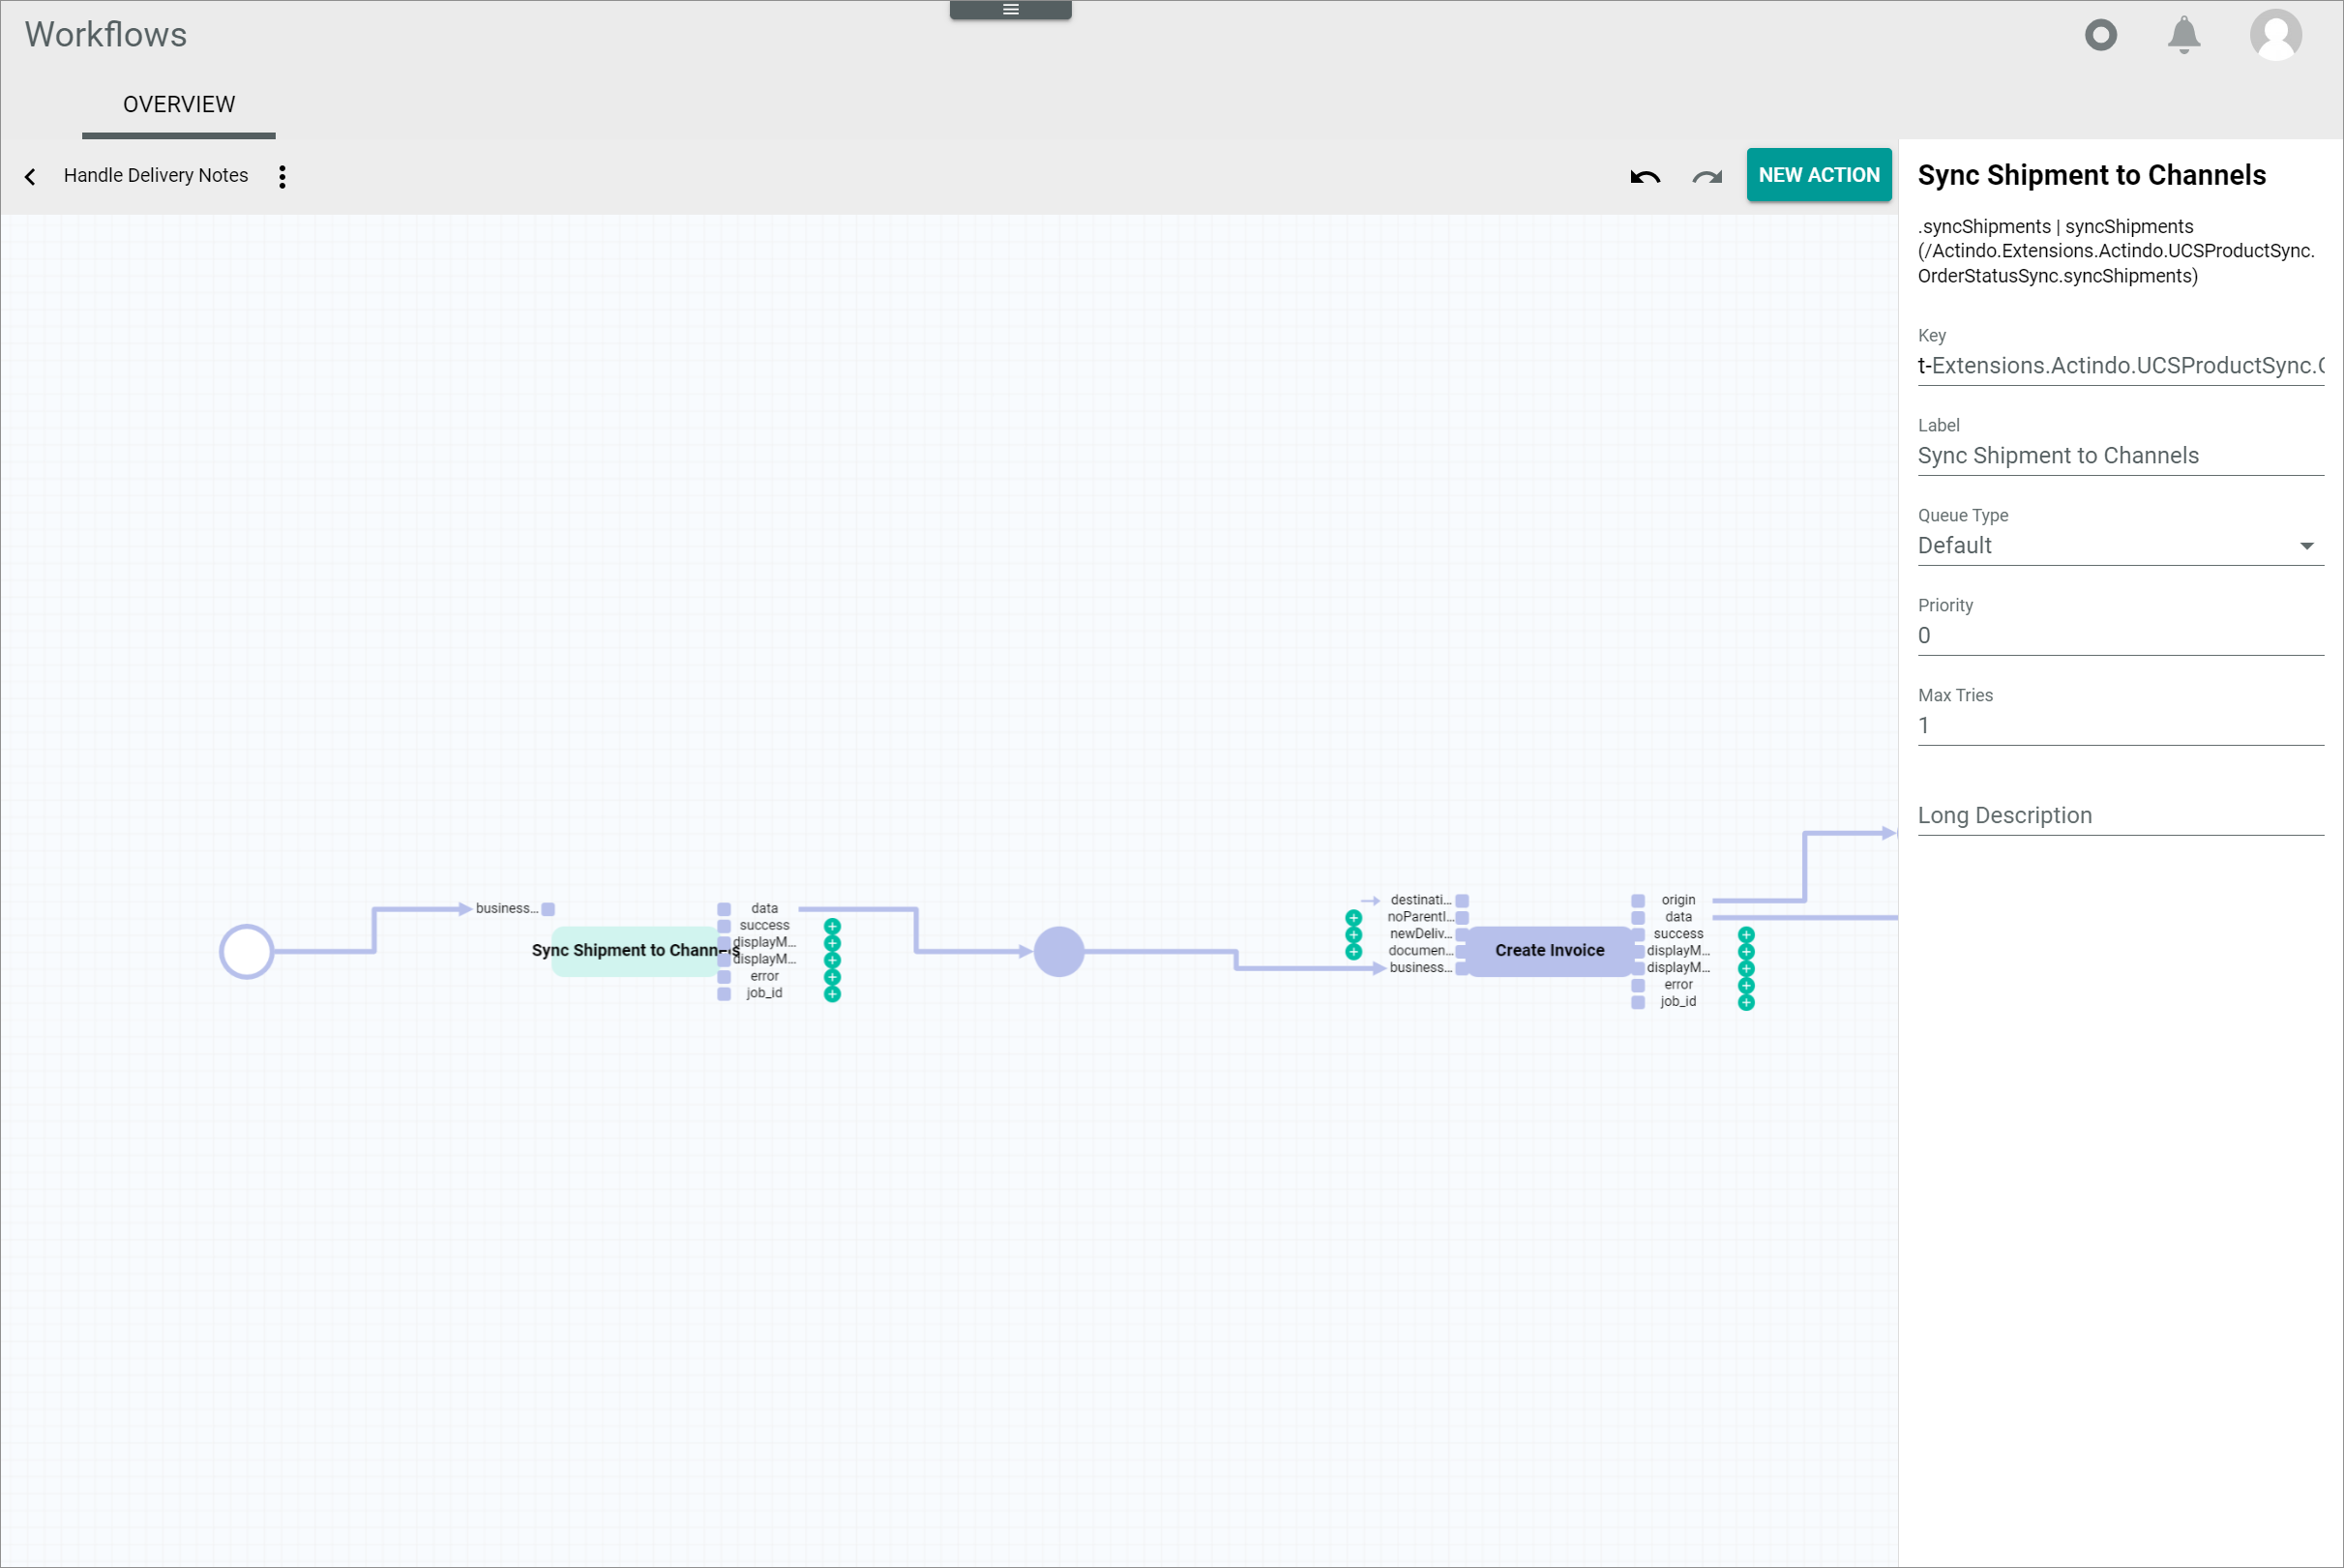 Workflows
OVERVIEW
Handle Delivery Notes
NEW ACTION
business...
Sync Shipment to Channels
data
success
displayM...
displayM...
error
job_id
destinati...
noParentI...
newDeliv...
documen...
business...
Create Invoice
origin
data
success
displayM...
displayM...
error
job_id
Sync Shipment to Channels
.syncShipments | syncShipments
(/Actindo.Extensions.Actindo.UCSProductSync.
OrderStatusSync.syncShipments)
Key
t-Extensions.Actindo.UCSProductSync.
Label
Sync Shipment to Channels
Queue Type
Default
Priority
0
Max Tries
1
Long Description